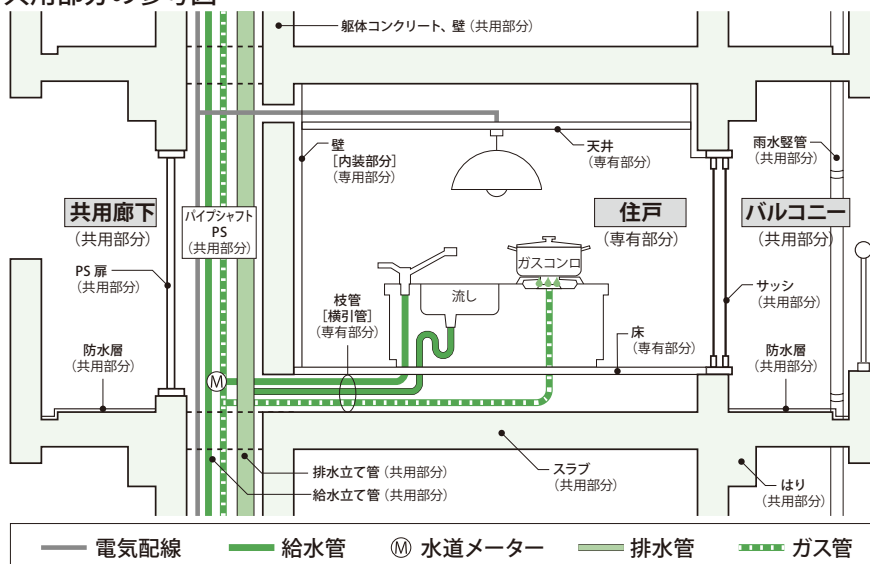 共用部分の参考図
躯体コンクリート、壁 (共用部分)
壁
[内装部分]
(専用部分)
天井
(専有部分)
雨水竪管
(共用部分)
共用廊下
(共用部分)
パイプシャフト
PS
(共用部分)
住戸
(専有部分)
バルコニー
(共用部分)
PS 扉
(共用部分)
ガスコンロ
流し
サッシ
(共用部分)
枝管
[横引管]
(専有部分)
床
(専有部分)
防水層
(共用部分)
防水層
(共用部分)
M
排水立て管 (共用部分)
給水立て管 (共用部分)
スラブ
(共用部分)
はり
(共用部分)
電気配線 給水管 Ⓜ 水道メーター 排水管 ガス管